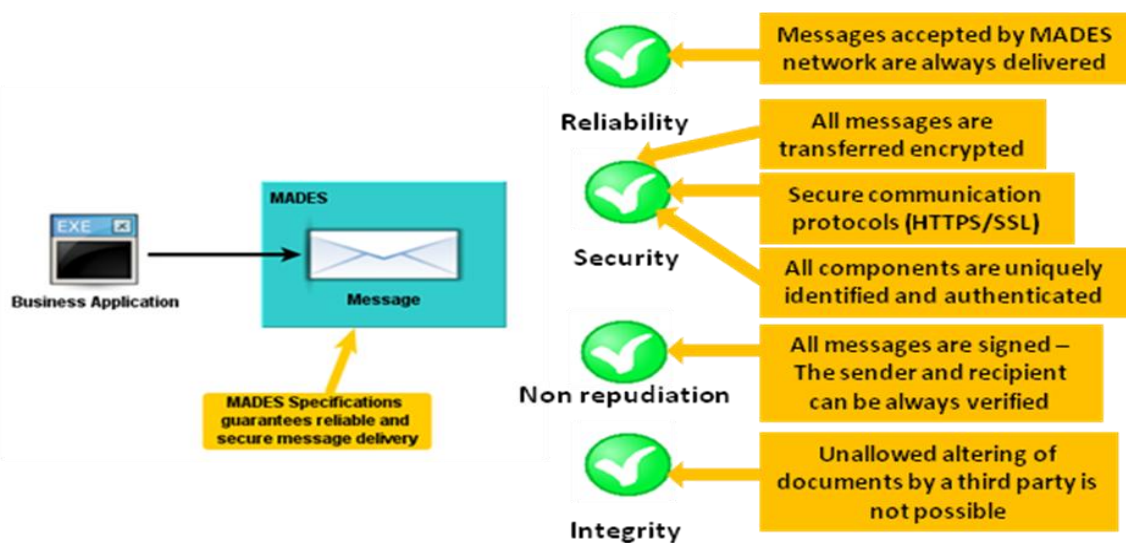 EXE
Business Application
MADES
Message
MADES Specifications
guarantees reliable and
secure message delivery
Reliability
Messages accepted by MADES
network are always delivered
Security
All messages are
transferred encrypted
Secure communication
protocols (HTTPS/SSL)
All components are uniquely
identified and authenticated
Non repudiation
All messages are signed –
The sender and recipient
can be always verified
Integrity
Unallowed altering of
documents by a third party is
not possible